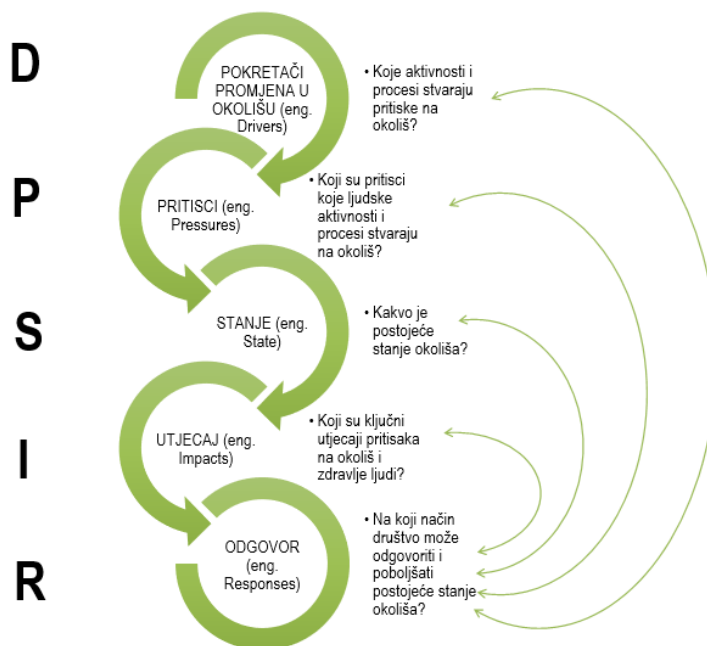 D
POKRETAČI
PROMJENA U
OKOLIŠU (eng.
Drivers)
• Koje aktivnosti i
procesi stvaraju
pritiske na
okoliš?
P
PRITISCI (eng.
Pressures)
• Koji su pritisci
koje ljudske
aktivnosti i
procesi stvaraju
na okoliš?
S
STANJE (eng.
State)
• Kakvo je
postojeće
stanje okoliša?
I
UTJECAJ (eng.
Impacts)
• Koji su ključni
utjecaji pritisaka
na okoliš i
zdravlje ljudi?
R
ODGOVOR
(eng.
Responses)
• Na koji način
društvo može
odgovoriti i
poboljšati
postojeće stanje
okoliša?